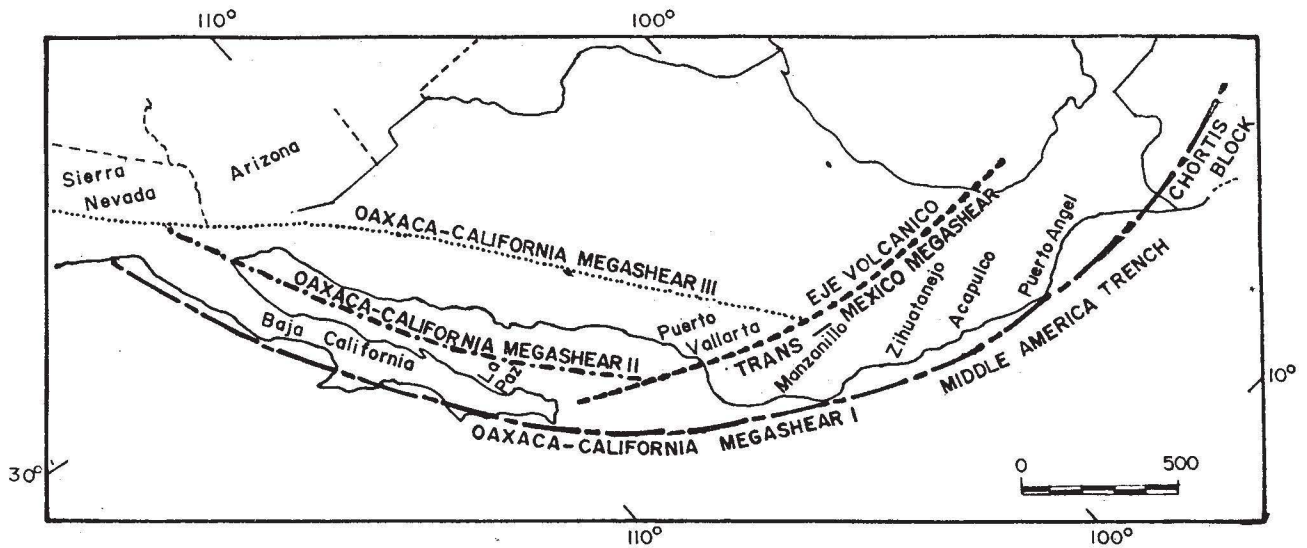 110°
100°
Sierra
Nevada
Arizona
OAXACA-CALIFORNIA MEGASHEAR III
OAXACA-CALIFORNIA MEGASHEAR II
Baja
California
La
Paz
Puerto
Vallarta
EJE VOLCANICO
TRANS-MEXICO MEGASHEAR
Manzanillo
Zihuatanejo
Acapulco
Puerto Angel
CHORTIS
BLOCK
MIDDLE AMERICA TRENCH
OAXACA-CALIFORNIA MEGASHEAR I
10°
30°
0
500
110°
100°